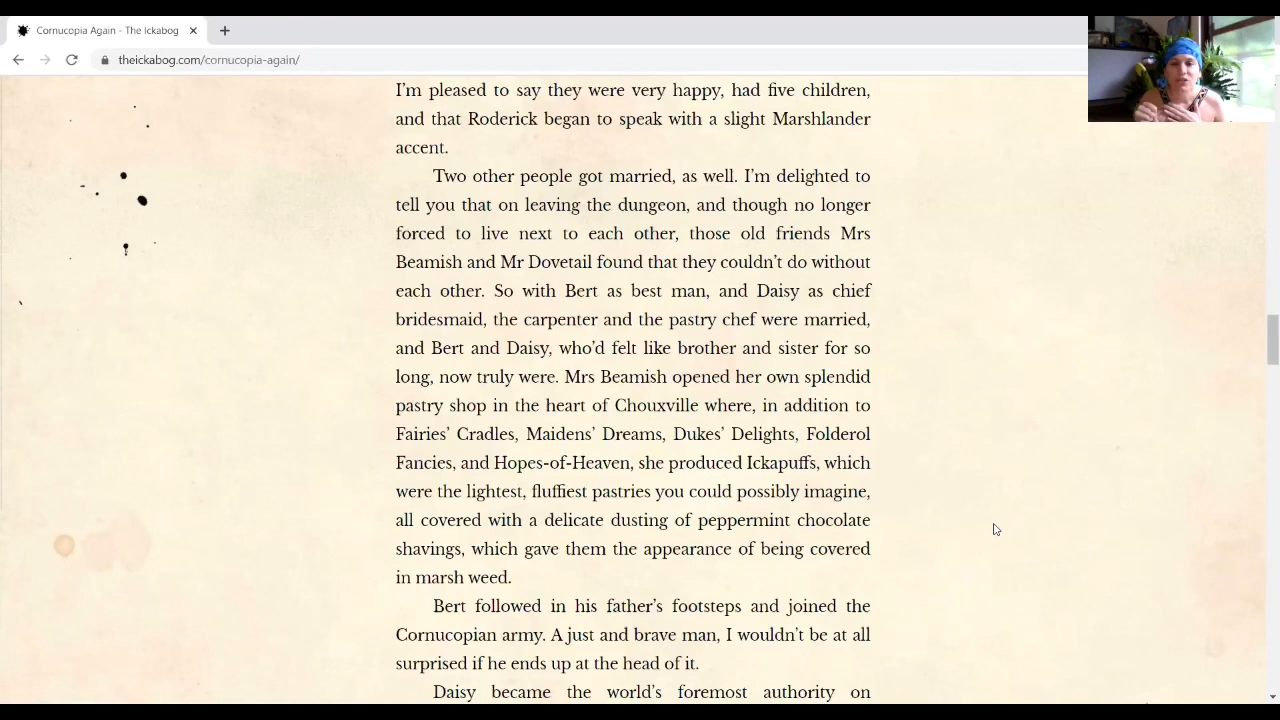 Cornucopia Again - The Ickabog
theickabog.com/cornucopia-again/
I’m pleased to say they were very happy, had five children,
and that Roderick began to speak with a slight Marshlander
accent.
Two other people got married, as well. I’m delighted to
tell you that on leaving the dungeon, and though no longer
forced to live next to each other, those old friends Mrs
Beamish and Mr Dovetail found that they couldn’t do without
each other. So with Bert as best man, and Daisy as chief
bridesmaid, the carpenter and the pastry chef were married,
and Bert and Daisy, who’d felt like brother and sister for so
long, now truly were. Mrs Beamish opened her own splendid
pastry shop in the heart of Chouxville where, in addition to
Fairies’ Cradles, Maidens’ Dreams, Dukes’ Delights, Folderol
Fancies, and Hopes-of-Heaven, she produced Ickapuffs, which
were the lightest, fluffiest pastries you could possibly imagine,
all covered with a delicate dusting of peppermint chocolate
shavings, which gave them the appearance of being covered
in marsh weed.
Bert followed in his father’s footsteps and joined the
Cornucopian army. A just and brave man, I wouldn’t be at all
surprised if he ends up at the head of it.
Daisy became the world’s foremost authority on